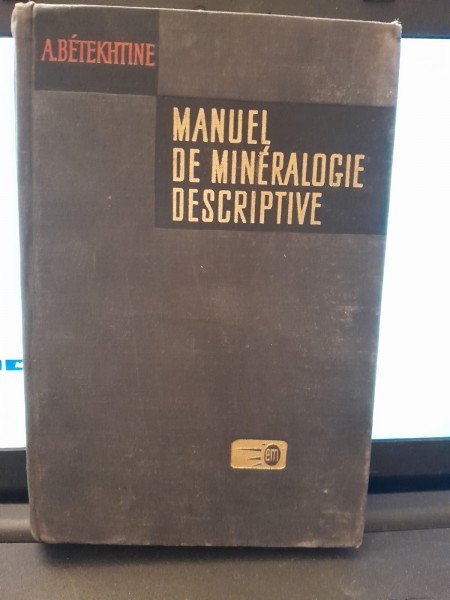 A.BÉTEKHTINE
MANUEL
DE MINÉRALOGIE
DESCRIPTIVE
em